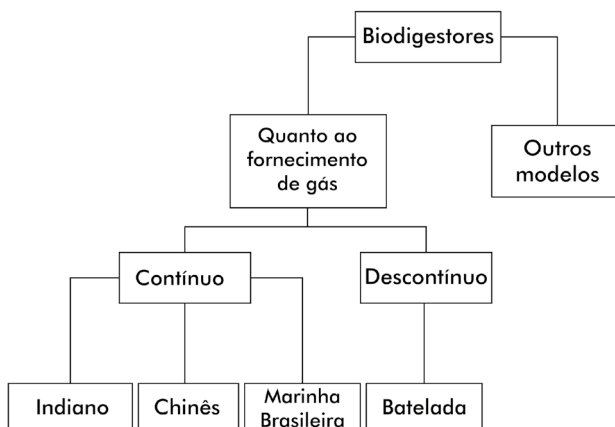 Biodigestores
Quanto ao
fornecimento
de gás
Outros
modelos
Contínuo
Descontínuo
Indiano
Chinês
Marinha
Brasileira
Batelada